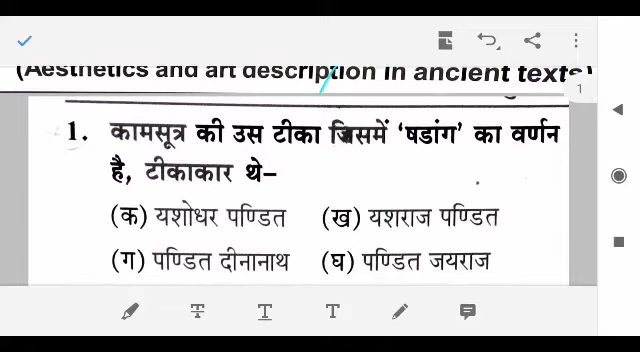 (Aesthetics and art description in ancient texts)
1
1. कामसूत्र की उस टीका जिसमें ‘षडांग’ का वर्णन
है, टीकाकार थे–
(क) यशोधर पण्डित (ख) यशराज पण्डित
(ग) पण्डित दीनानाथ (घ) पण्डित जयराज
T T T